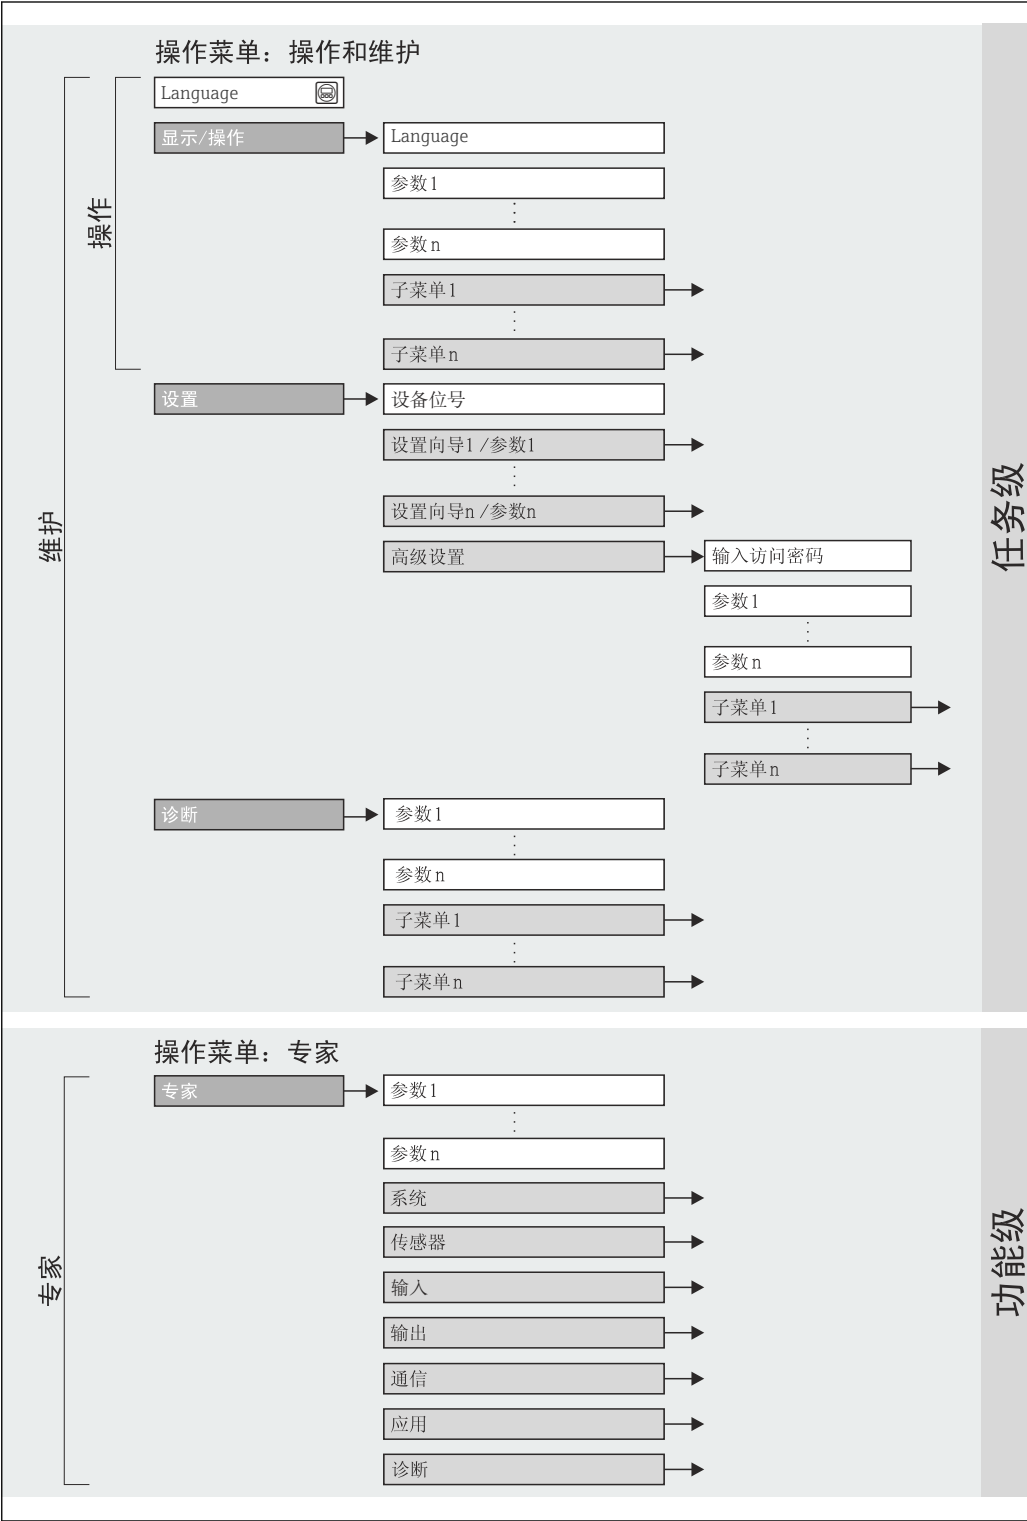 操作菜单：操作和维护
Language
显示/操作
Language
参数1
参数n
子菜单1
子菜单n
操作
设置
设备位号
设置向导1 /参数1
设置向导n /参数n
高级设置
输入访问密码
参数1
参数n
子菜单1
子菜单n
维护
任务级
诊断
参数1
参数n
子菜单1
子菜单n
操作菜单：专家
专家
参数1
参数n
系统
传感器
输入
输出
通信
应用
诊断
专家
功能级